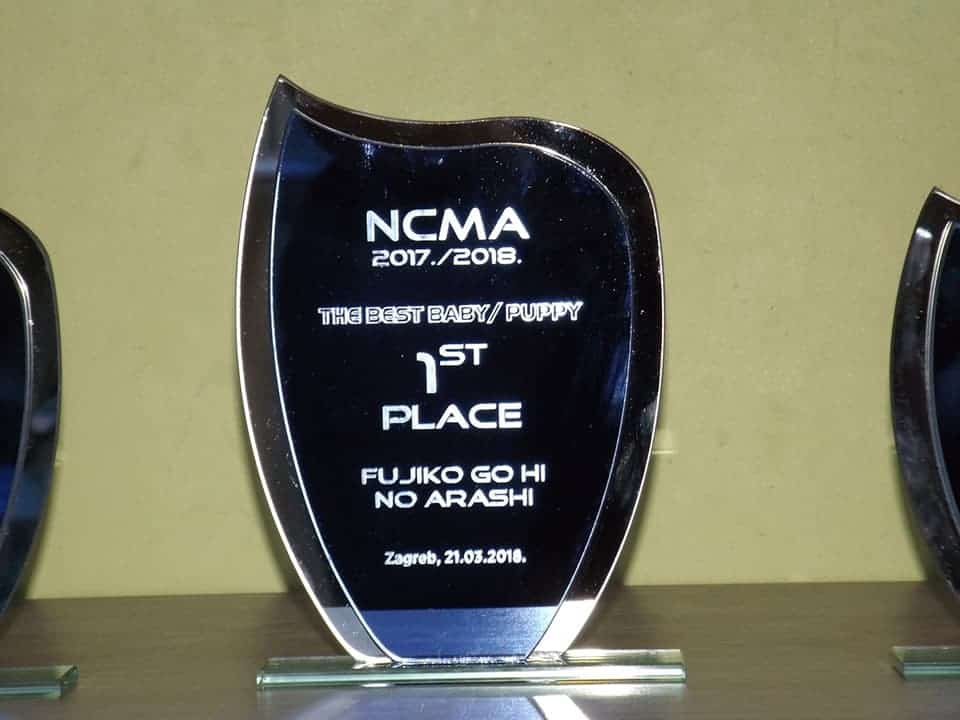 NCMA
2017./2018.
THE BEST BABY/ PUPPY
1ST
PLACE
FUJIKO GO HI
NO ARASHI
Zagreb, 21.03.2018.